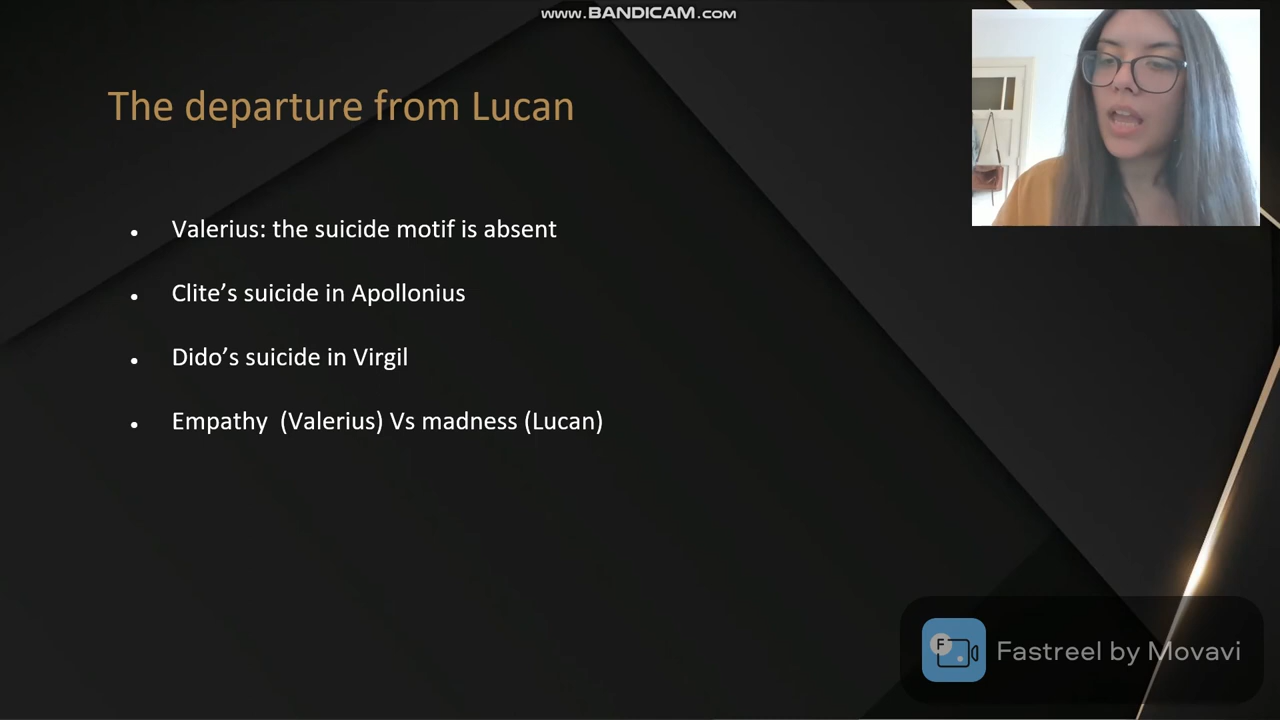 www.BANDICAM.com
The departure from Lucan
• Valerius: the suicide motif is absent
• Clite’s suicide in Apollonius
• Dido’s suicide in Virgil
• Empathy  (Valerius) Vs madness (Lucan)
F
Fastreel by Movavi